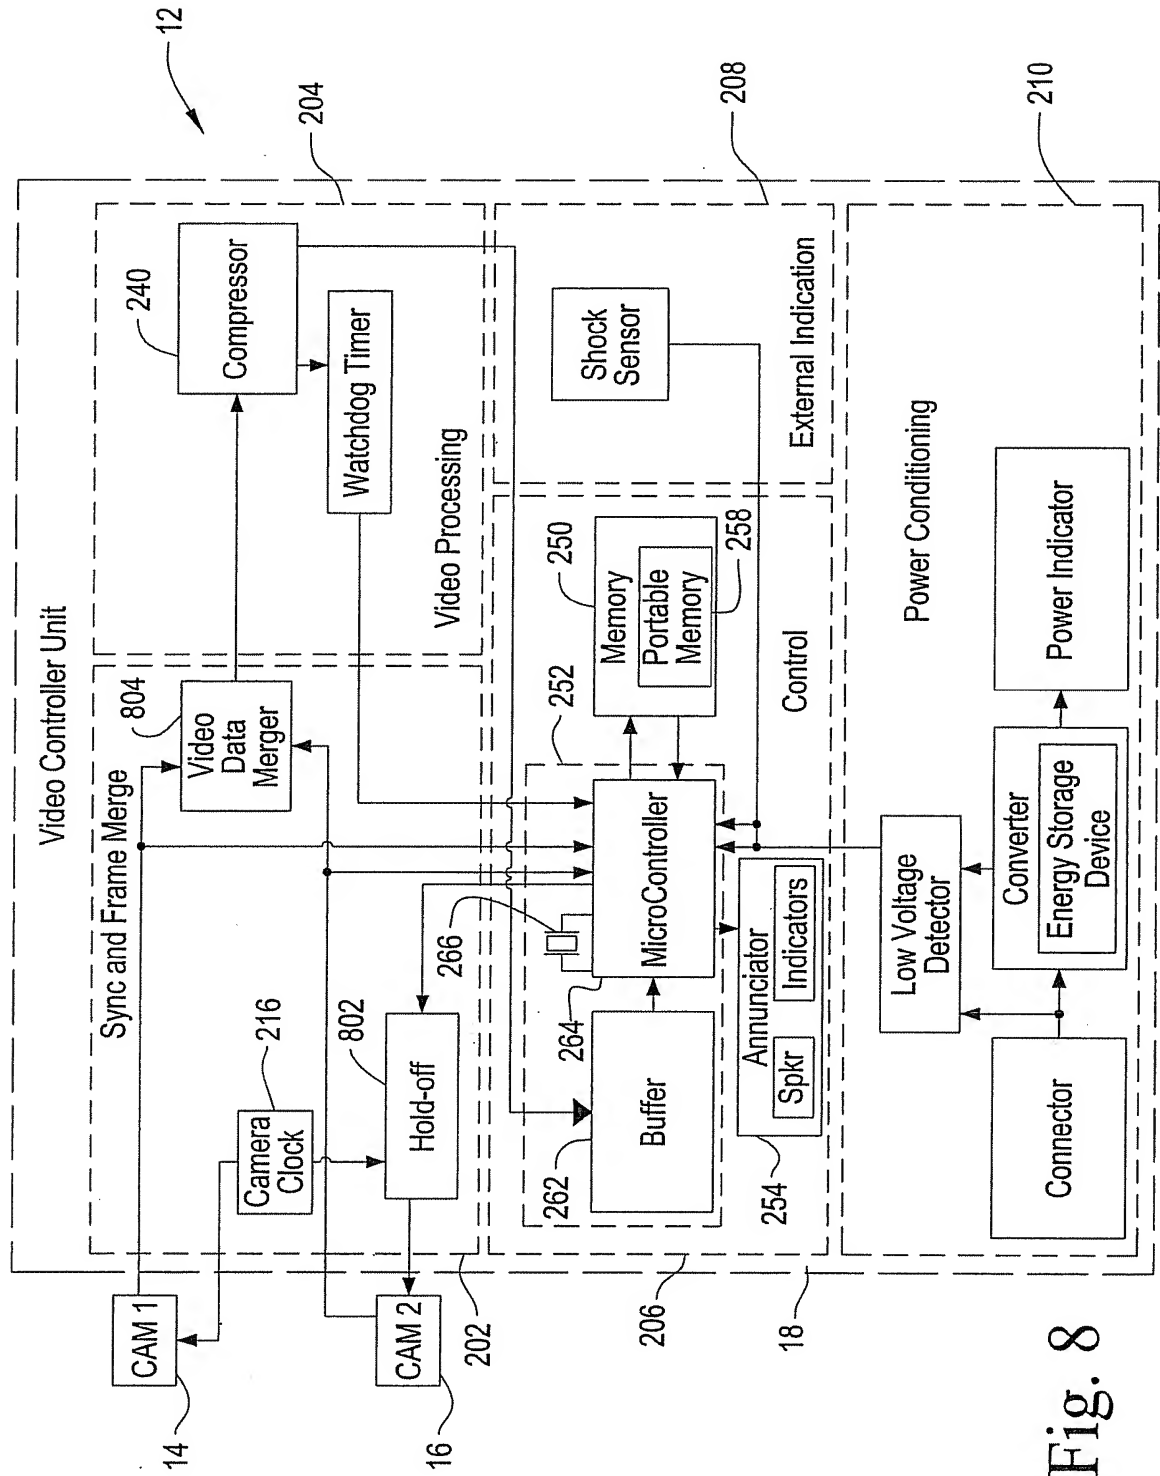 12
Video Controller Unit
204
Sync and Frame Merge
804
Video
Data
Merger
240
Compressor
Watchdog Timer
Video Processing
CAM 1
14
216
Camera
Clock
802
Hold-off
CAM 2
16
202
208
Shock
Sensor
External Indication
266
252
250
Memory
Portable
Memory
258
MicroController
264
262
Buffer
Annunciator
Spkr
Indicators
254
Control
206
18
210
Power Conditioning
Low Voltage
Detector
Connector
Converter
Energy Storage
Device
Power Indicator
Fig. 8